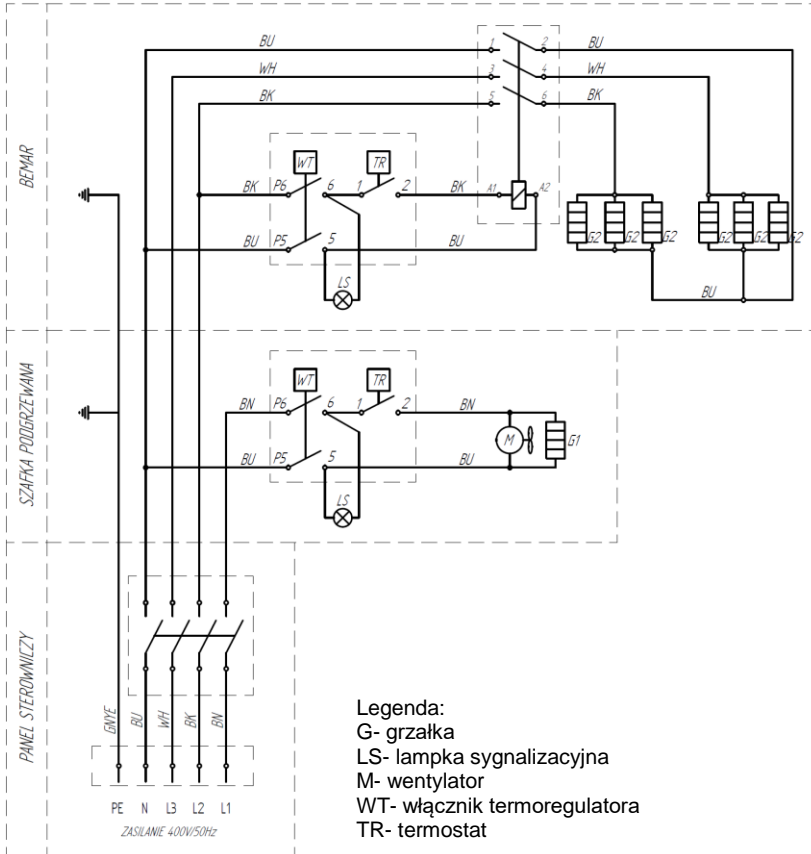 BEMAR
BU
1
2
BU
WH
3
4
WH
BK
5
6
BK
WT
TR
BK
P6
6
1
2
BK
A1
A2
BU
P5
5
BU
LS
G2
G2
G2
G2
G2
G2
BU
SZAFKA PODGRZEWANA
WT
TR
BN
P6
6
1
2
BN
BU
P5
5
BU
M
G1
LS
PANEL STEROWNICZY
GNYE
BU
WH
BK
BN
PE N L3 L2 L1
ZASILANIE 400V/50Hz
Legenda:
G- grzałka
LS- lampka sygnalizacyjna
M- wentylator
WT- włącznik termoregulatora
TR- termostat